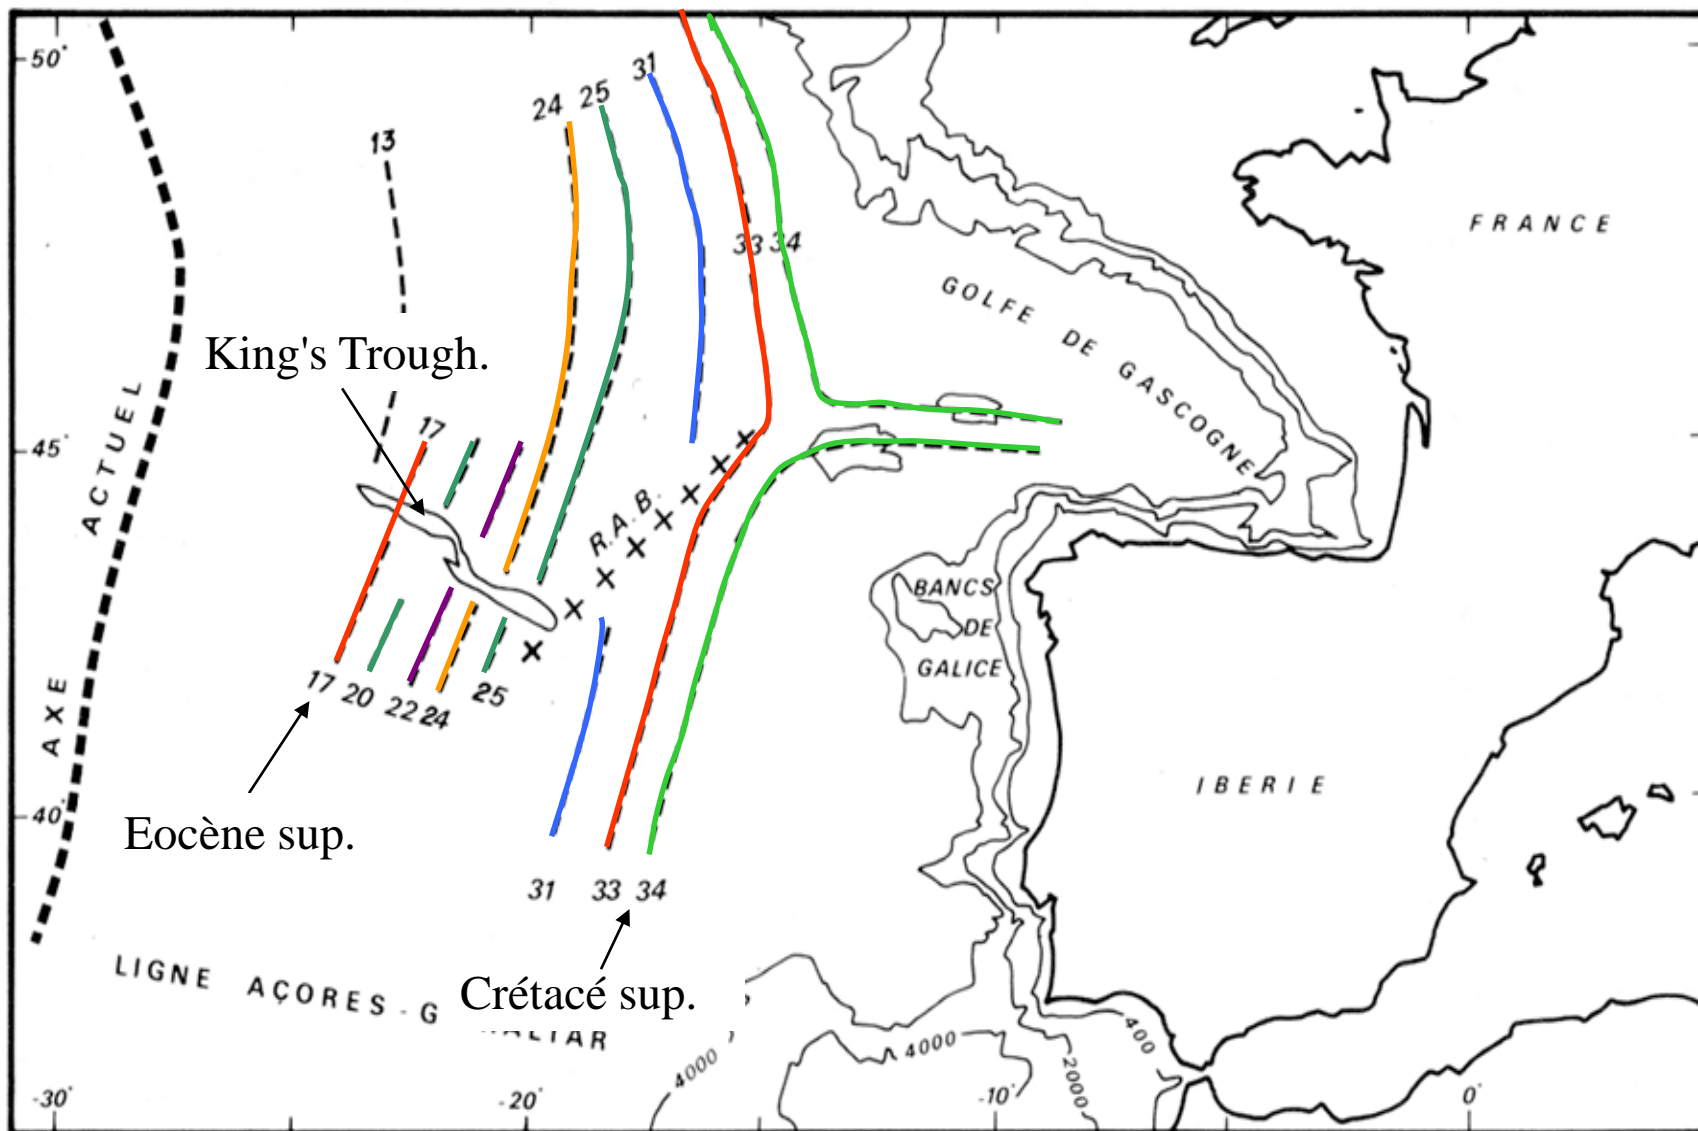 50°
31
24 25
13
33 34
FRANCE
GOLFE DE GASCOGNE
King's Trough.
45°
17
AXE ACTUEL
R.A.B.
BANCS
DE
GALICE
17 20 22 24 25
IBERIE
40°
Eocène sup.
31 33 34
Crétacé sup.
LIGNE AÇORES - G
ALTAR
4000
4000
2000
400
-30° -20° -10° 0°